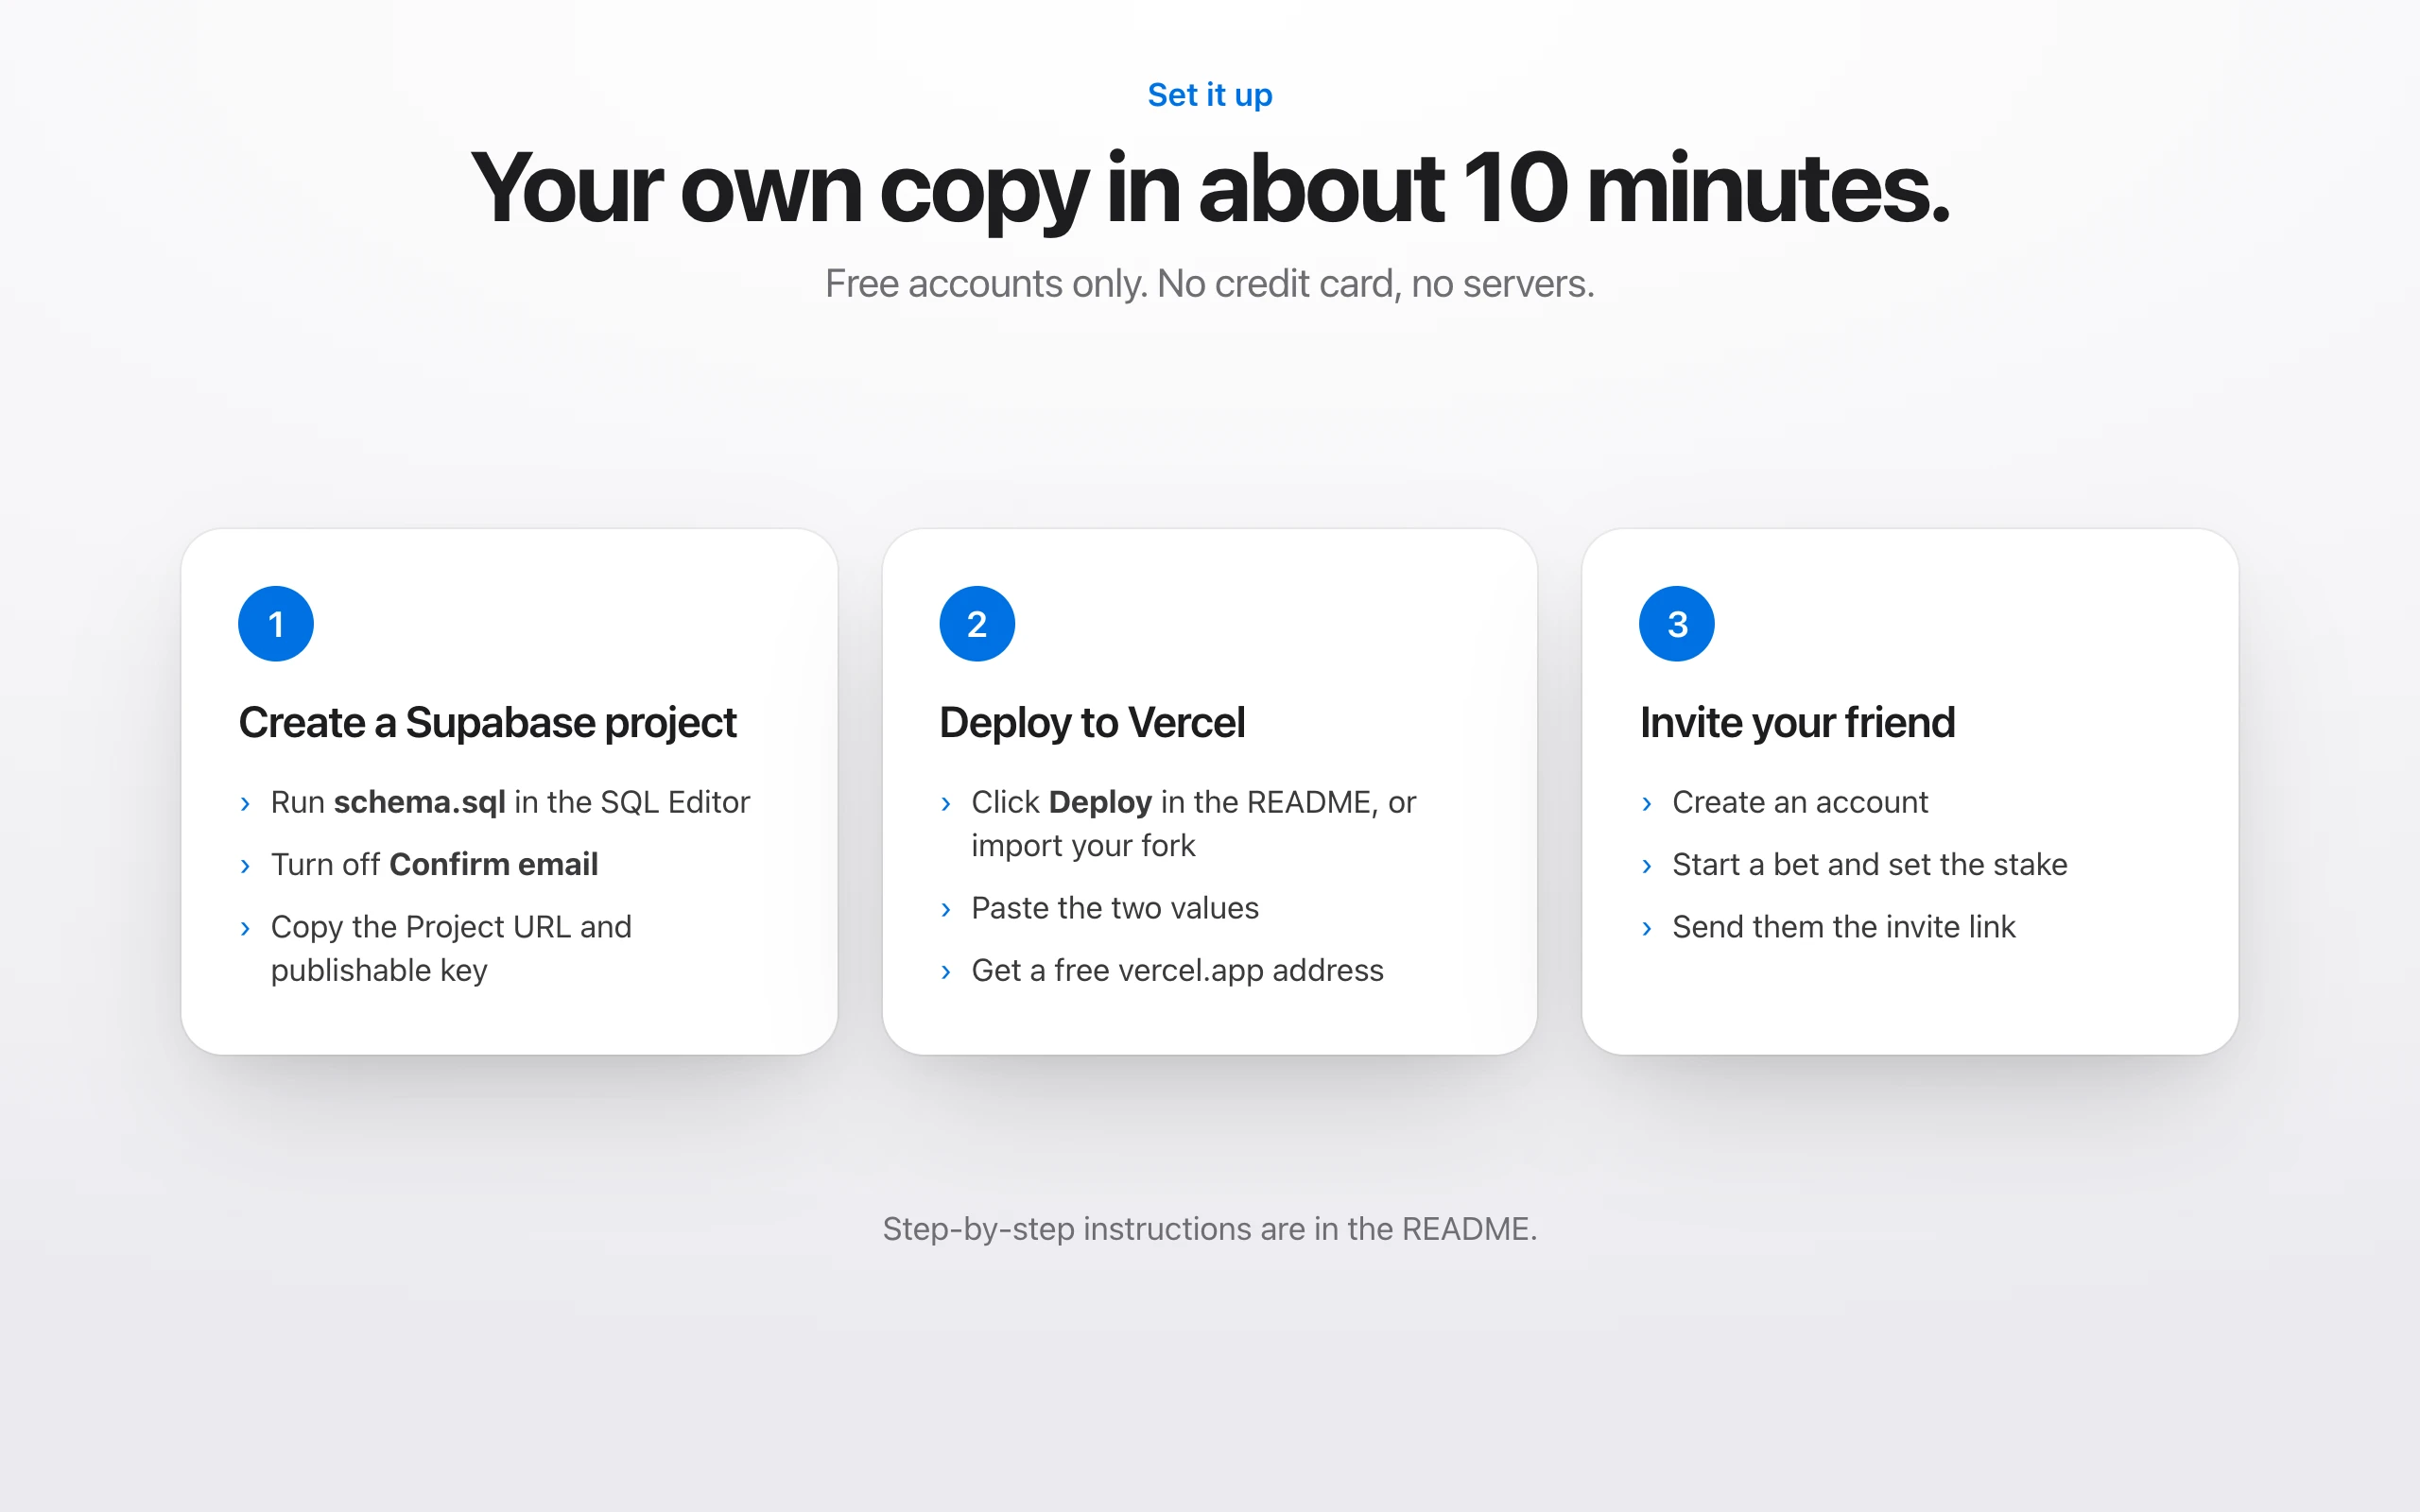 Set it up
Your own copy in about 10 minutes.
Free accounts only. No credit card, no servers.
1
Create a Supabase project
› Run schema.sql in the SQL Editor
› Turn off Confirm email
› Copy the Project URL and
publishable key
2
Deploy to Vercel
› Click Deploy in the README, or
import your fork
› Paste the two values
› Get a free vercel.app address
3
Invite your friend
› Create an account
› Start a bet and set the stake
› Send them the invite link
Step-by-step instructions are in the README.